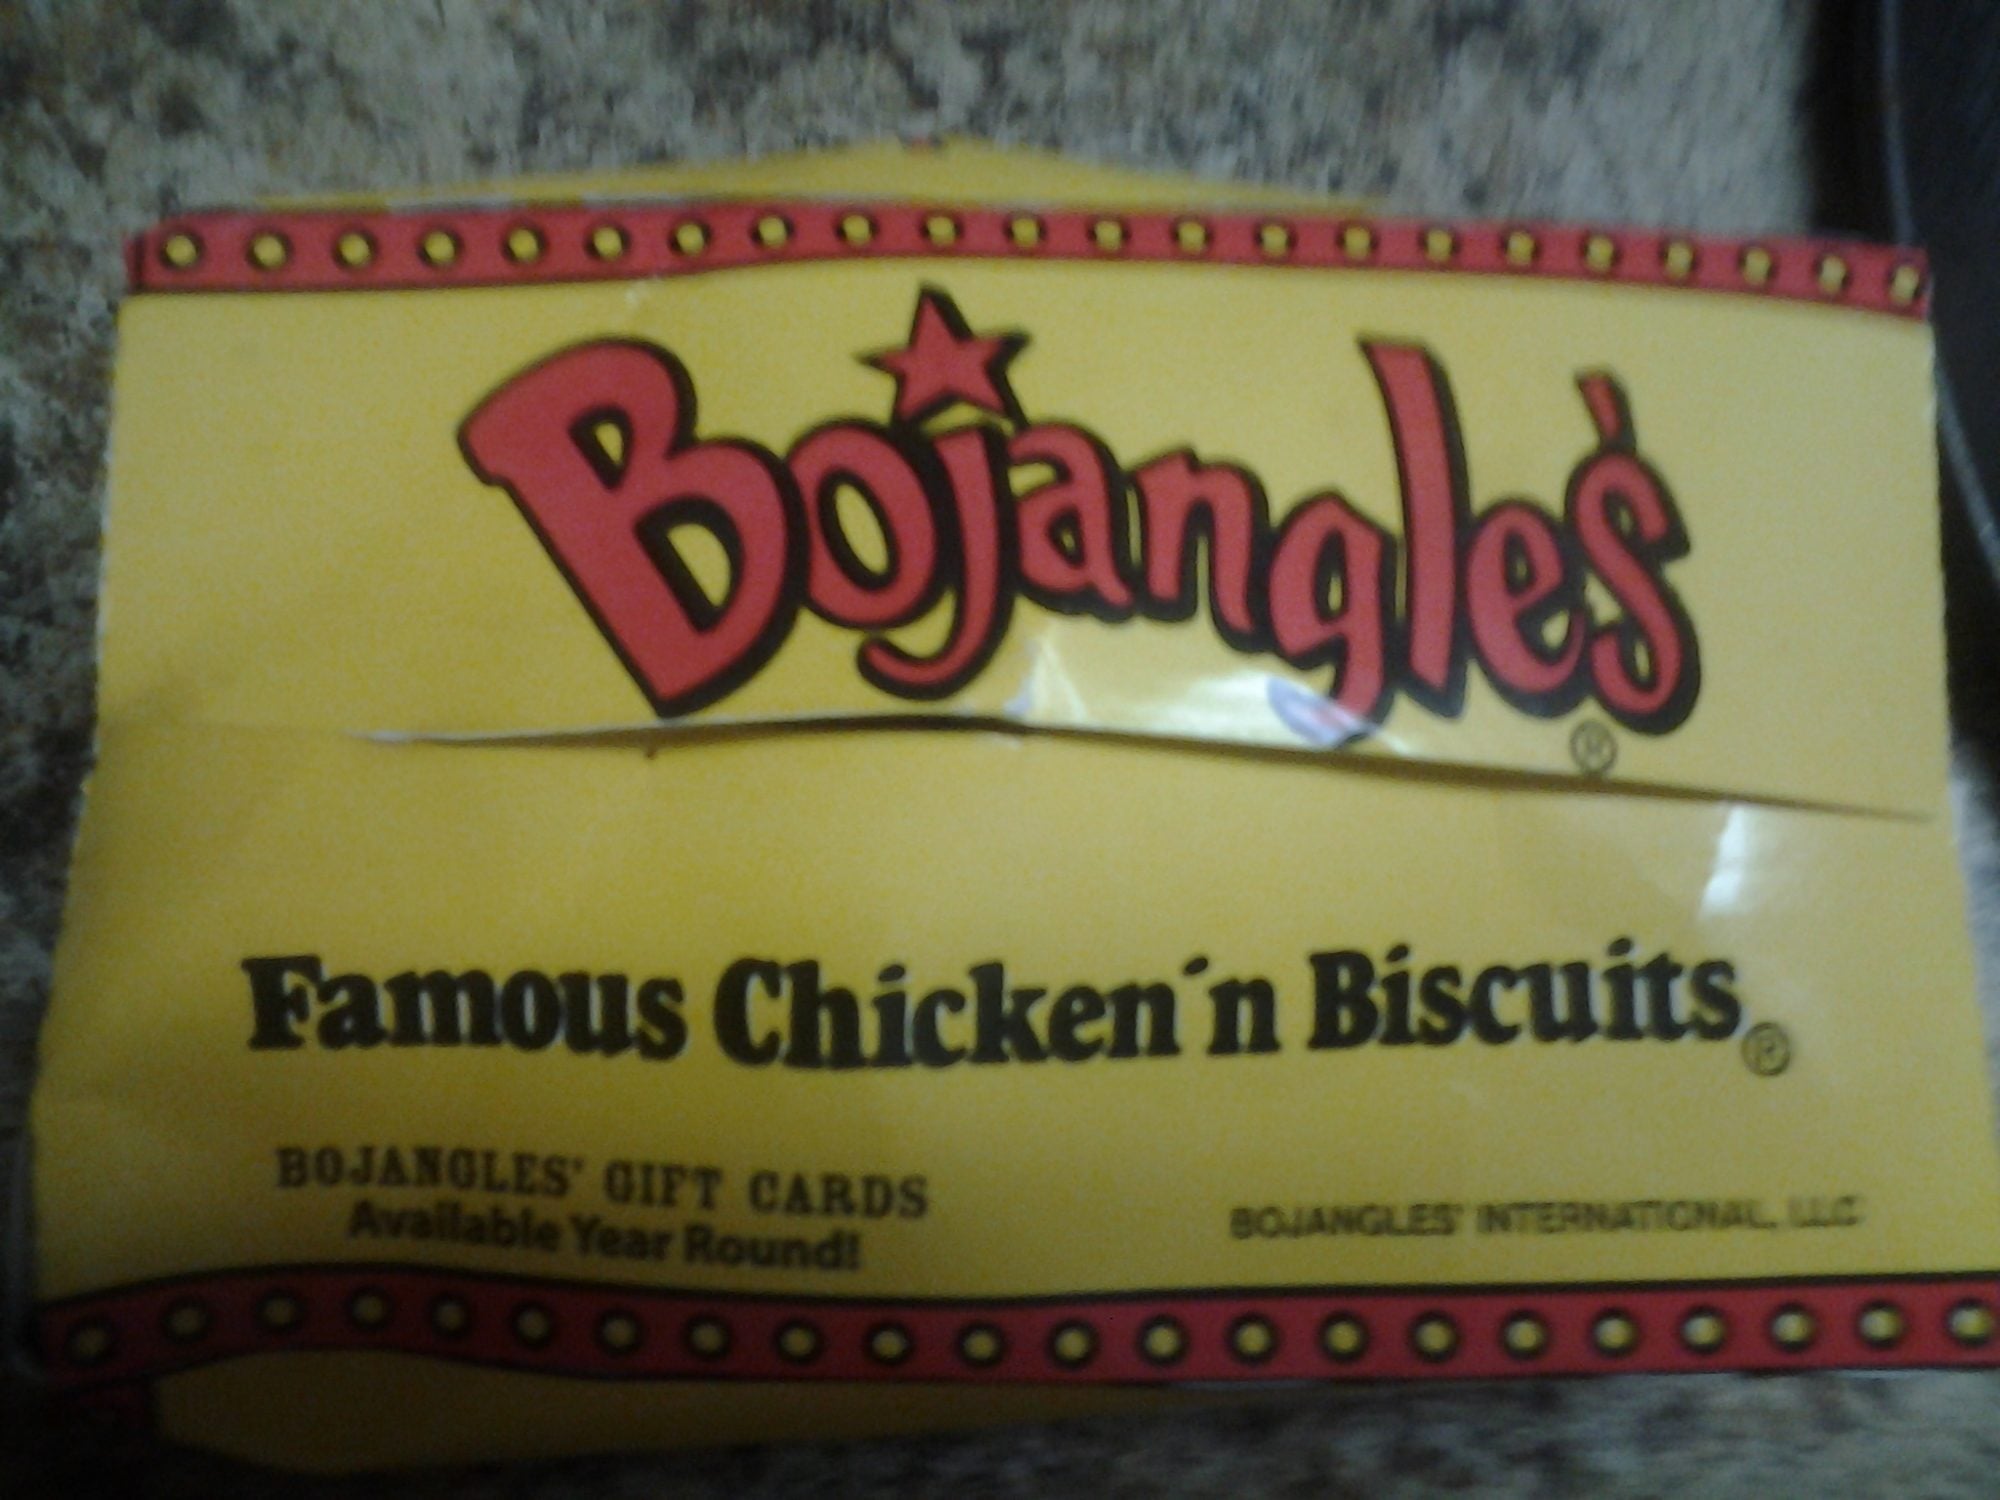 Bojangles'®
Famous Chicken 'n Biscuits®
BOJANGLES' GIFT CARDS
Available Year Round!
BOJANGLES' INTERNATIONAL, LLC